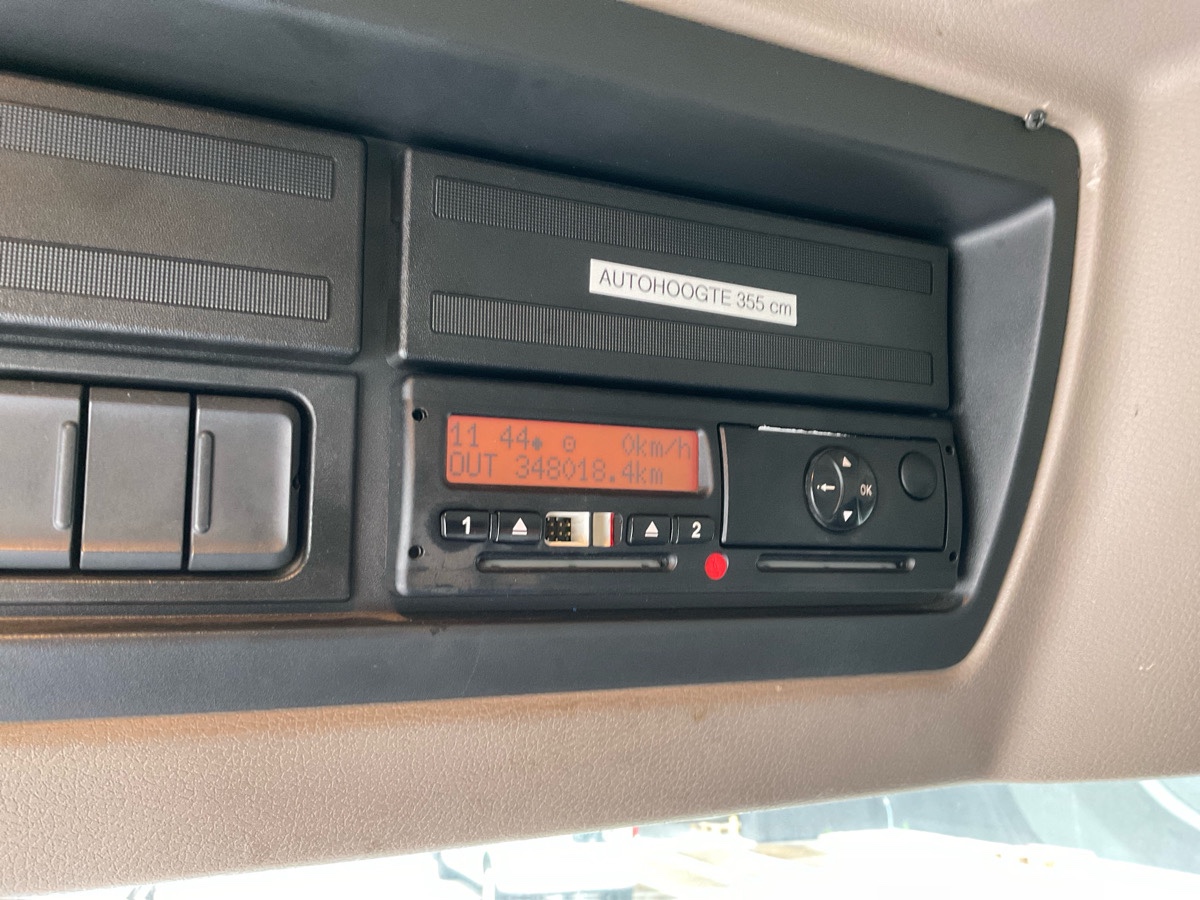 AUTOHOOGTE 355 cm
11 44 0km/h
OUT 348018.4km
1 2
OK